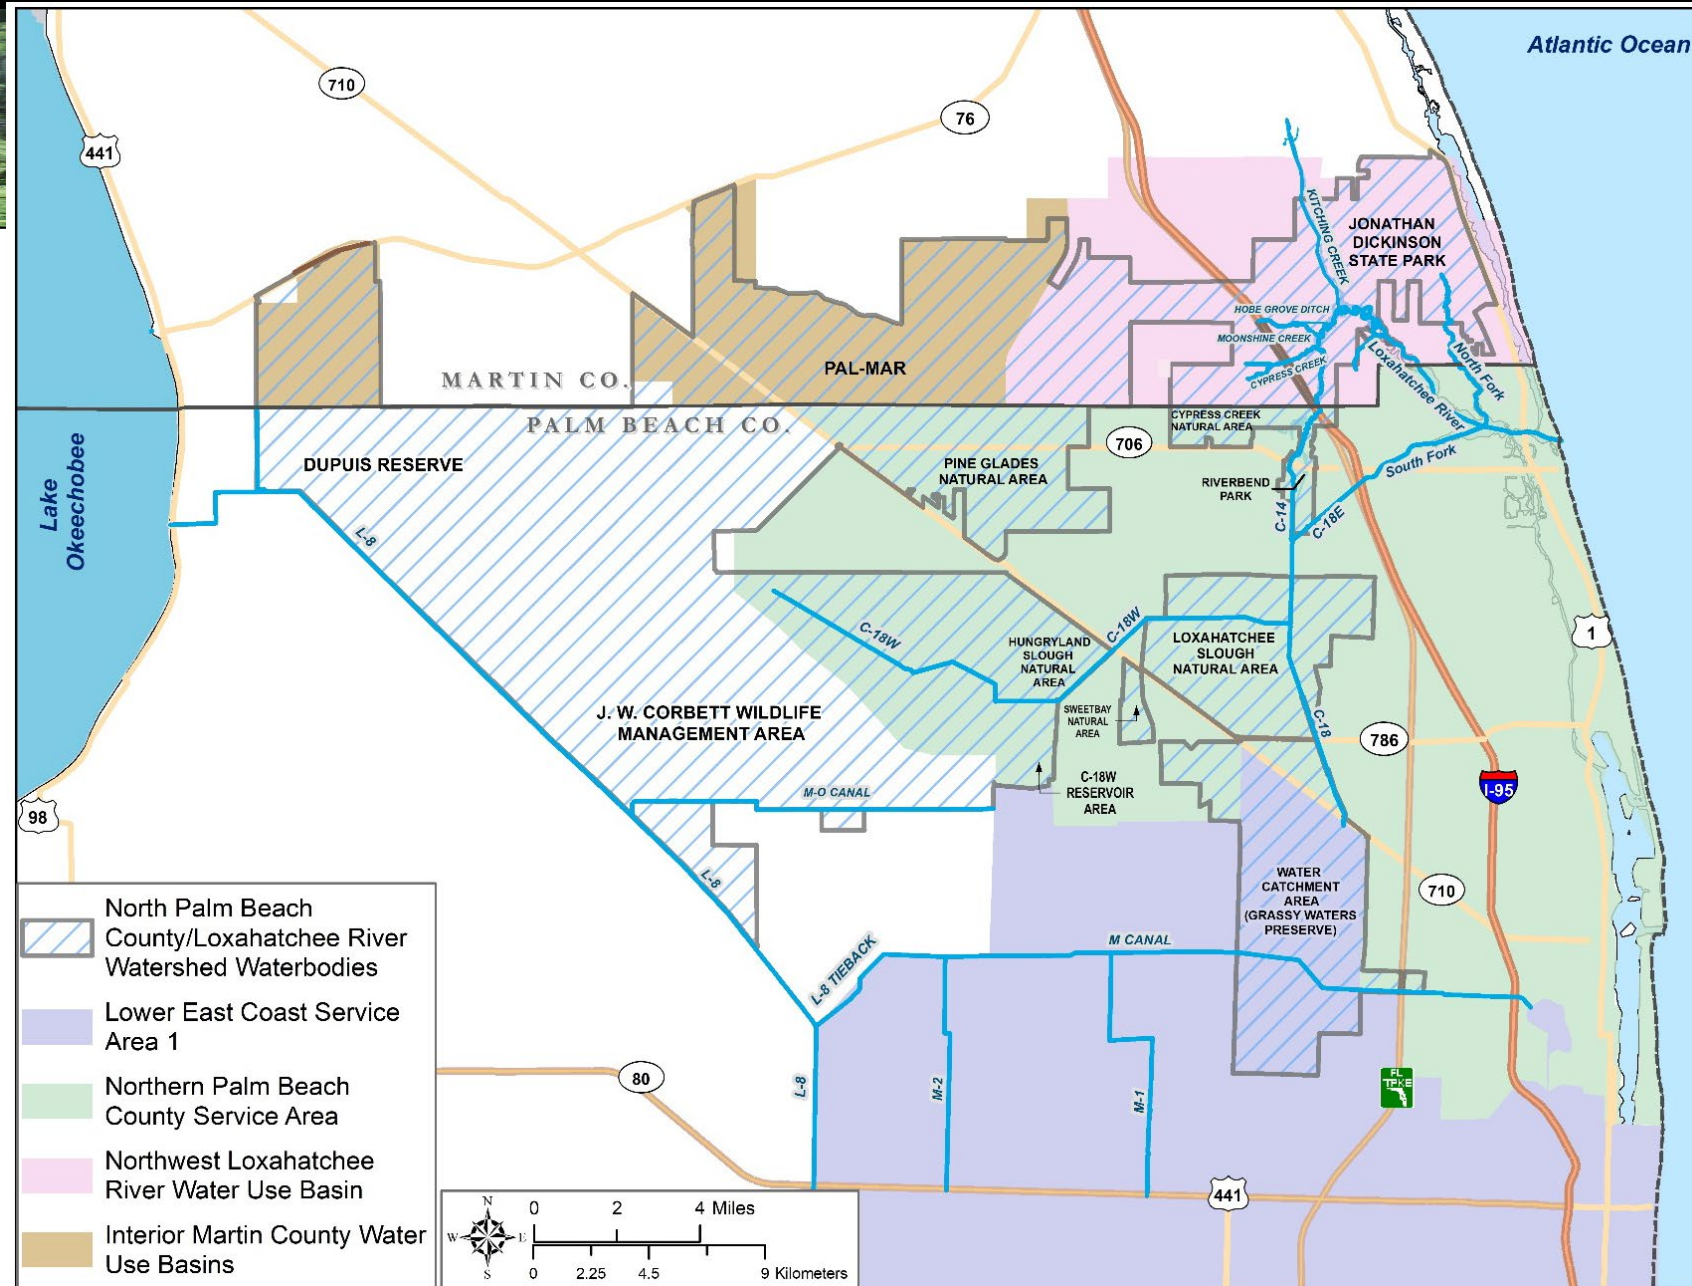 Atlantic Ocean
710
76
441
KITCHING CREEK
JONATHAN
DICKINSON
STATE PARK
HOBE GROVE DITCH
MOONSHINE CREEK
CYPRESS CREEK
Loxahatchee River
North Fork
PAL-MAR
MARTIN CO.
PALM BEACH CO.
CYPRESS CREEK
NATURAL AREA
706
DUPUIS RESERVE
PINE GLADES
NATURAL AREA
South Fork
RIVERBEND
PARK
Lake
Okeechobee
L-8
C-14
C-18E
1
C-18W
C-18W
HUNGRYLAND
SLOUGH
NATURAL
AREA
LOXAHATCHEE
SLOUGH
NATURAL AREA
J. W. CORBETT WILDLIFE
MANAGEMENT AREA
SWEETBAY
NATURAL
AREA
C-18
786
C-18W
RESERVOIR
AREA
I-95
M-O CANAL
98
L-8
WATER
CATCHMENT
AREA
(GRASSY WATERS
PRESERVE)
710
M CANAL
L-8 TIEBACK
L-8
M-2
M-1
80
FL
TPKE
441
North Palm Beach
County/Loxahatchee River
Watershed Waterbodies
Lower East Coast Service
Area 1
Northern Palm Beach
County Service Area
Northwest Loxahatchee
River Water Use Basin
Interior Martin County Water
Use Basins
N
W E
S
0 2 4 Miles
0 2.25 4.5 9 Kilometers